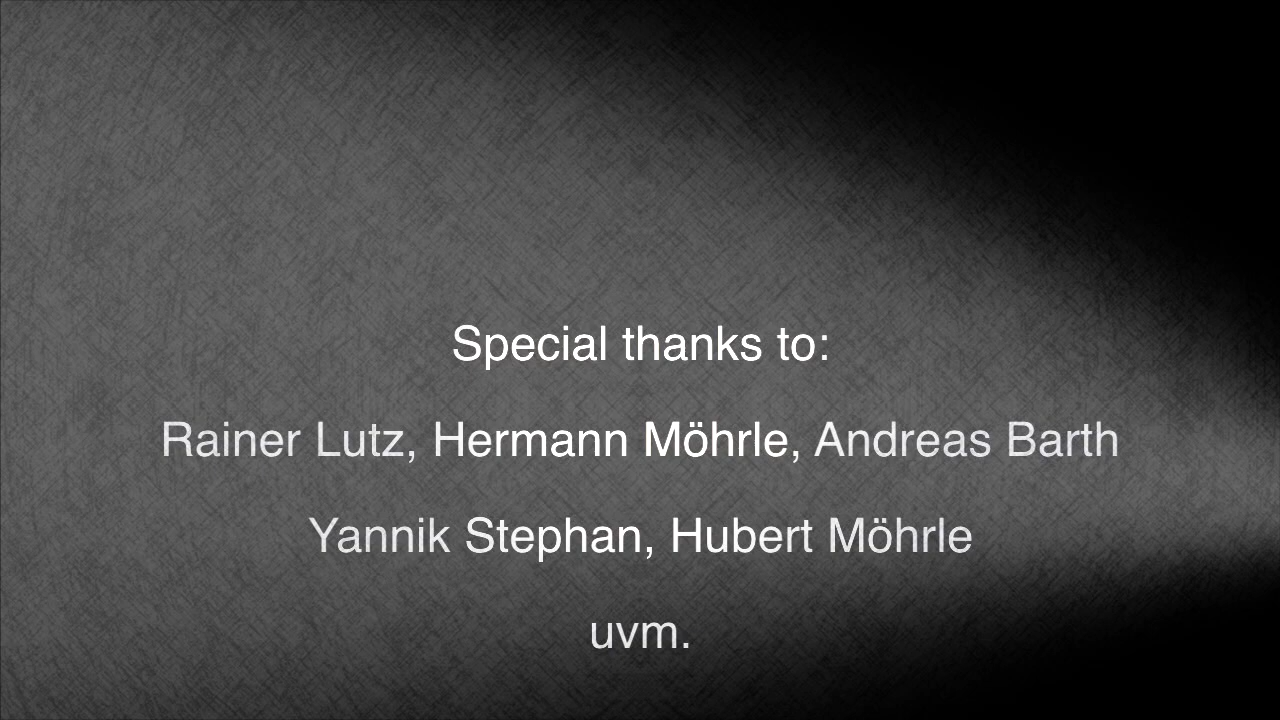 Special thanks to:
Rainer Lutz, Hermann Möhrle, Andreas Barth
Yannik Stephan, Hubert Möhrle
uvm.